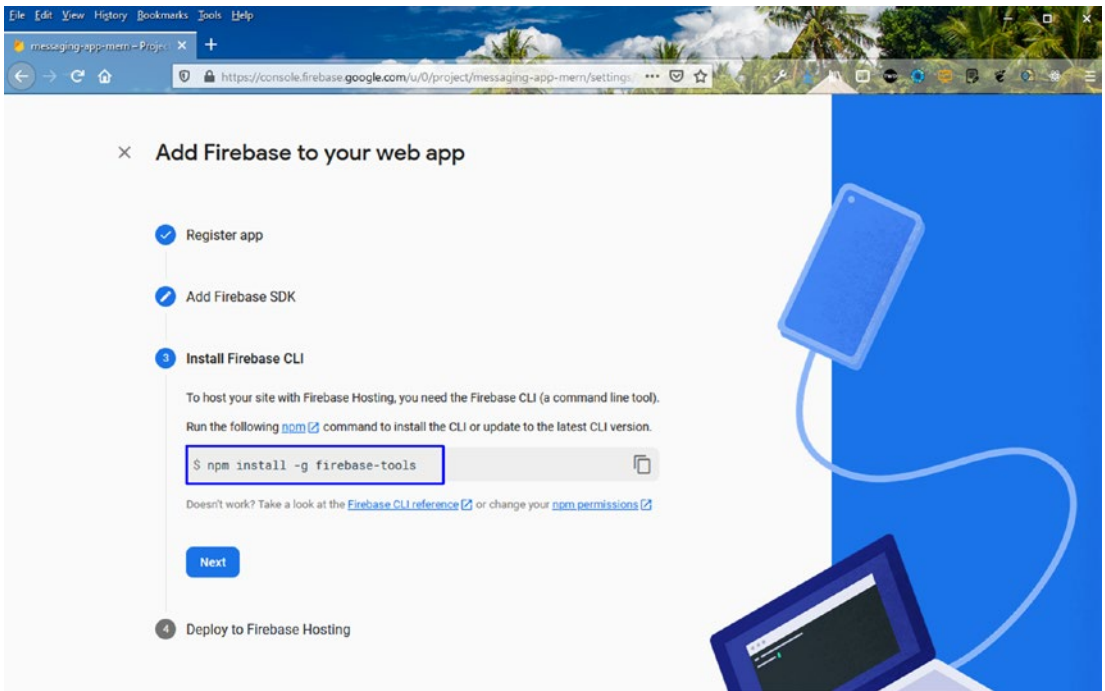 File Edit View History Bookmarks Tools Help
messaging-app-mern – Projec
https://console.firebase.google.com/u/0/project/messaging-app-mern/settings/
Add Firebase to your web app
Register app
Add Firebase SDK
3 Install Firebase CLI
To host your site with Firebase Hosting, you need the Firebase CLI (a command line tool).
Run the following npm command to install the CLI or update to the latest CLI version.
$ npm install -g firebase-tools
Doesn't work? Take a look at the Firebase CLI reference or change your npm permissions
Next
4 Deploy to Firebase Hosting